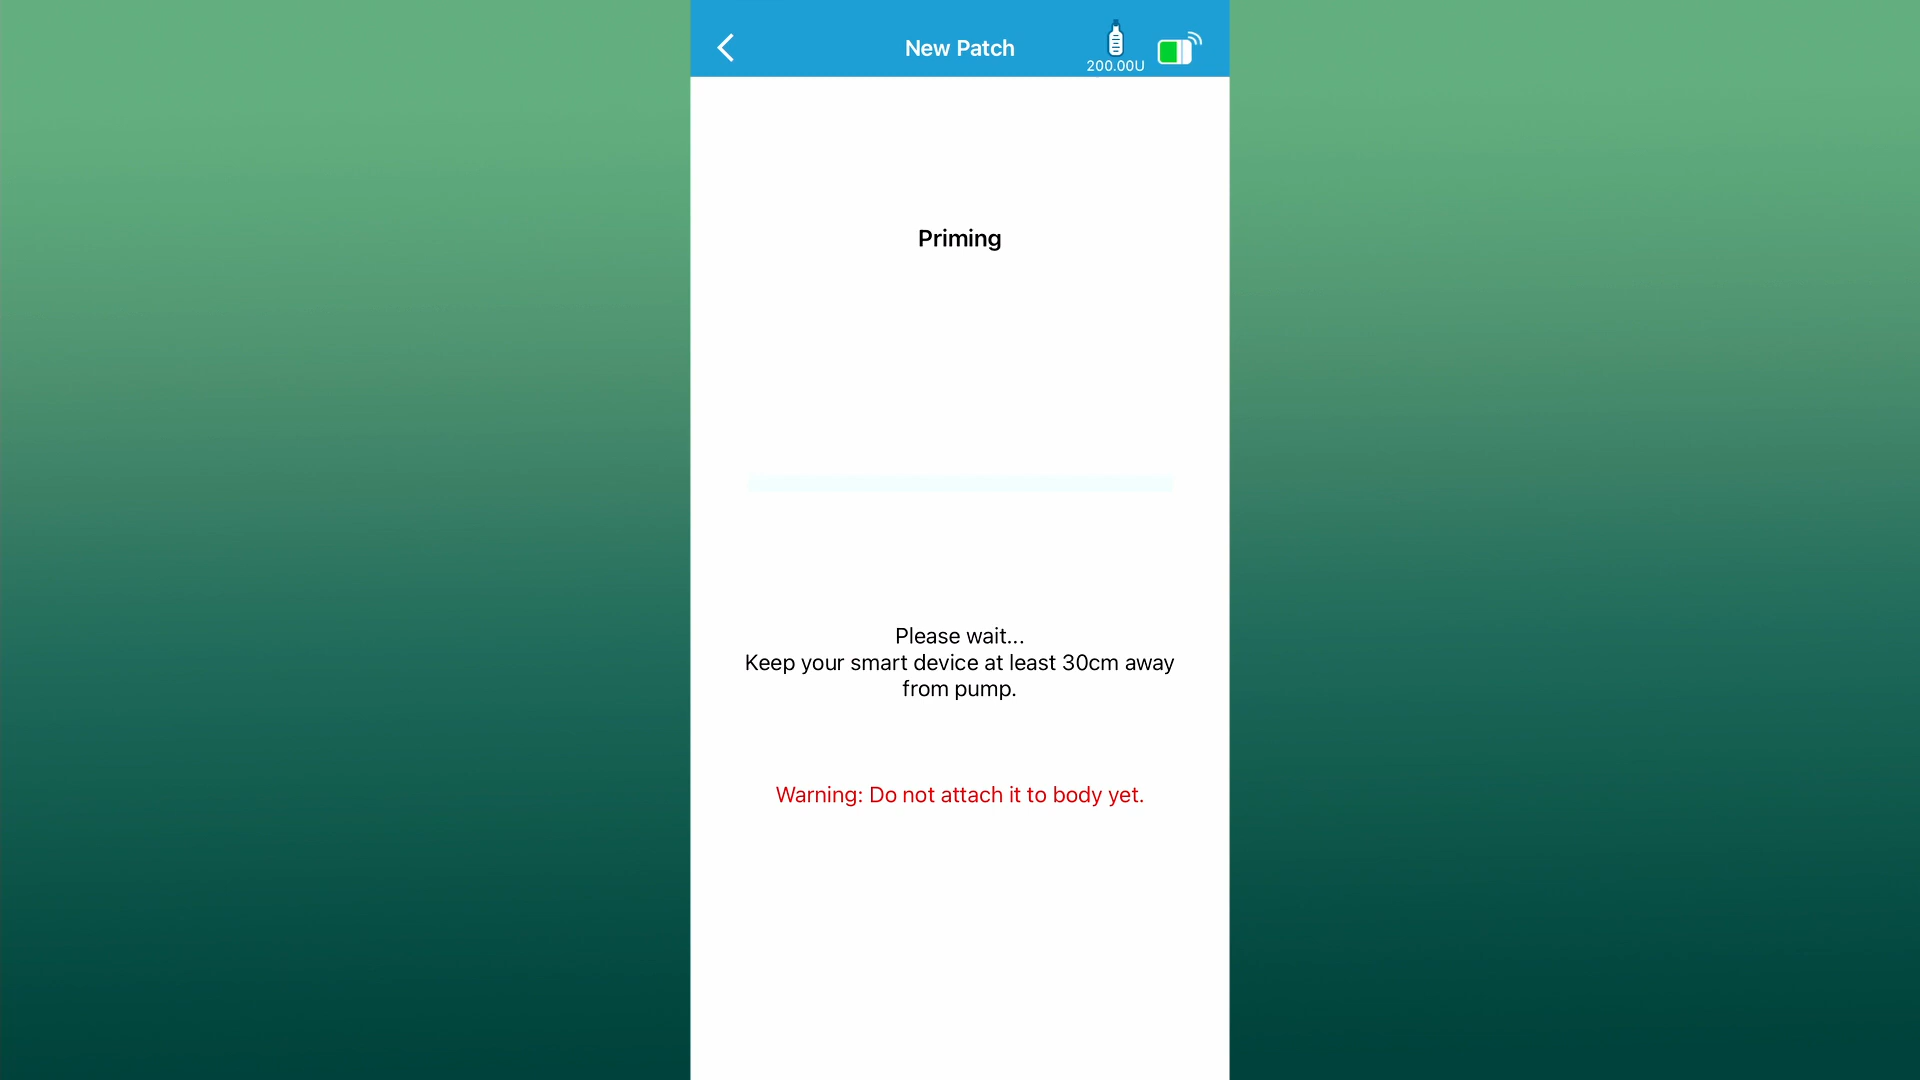 New Patch
200.00U
Priming
Please wait...
Keep your smart device at least 30cm away
from pump.
Warning: Do not attach it to body yet.